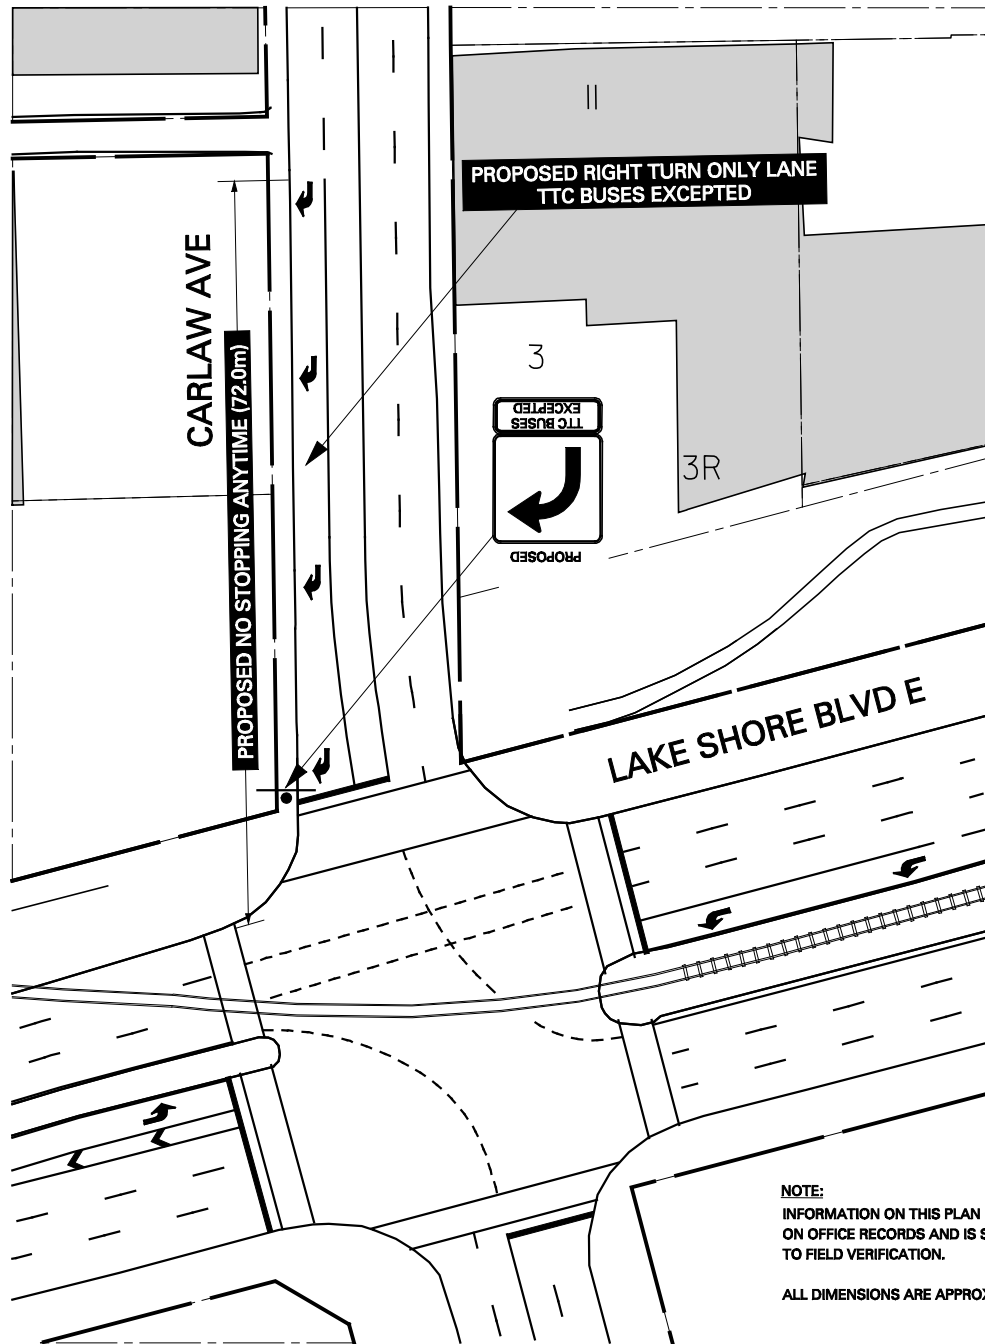 11
PROPOSED RIGHT TURN ONLY LANE
TTC BUSES EXCEPTED
CARLAW AVE
PROPOSED NO STOPPING ANYTIME (72.0m)
3
TTC BUSES
EXCEPTED
3R
PROPOSED
LAKE SHORE BLVD E
NOTE:
INFORMATION ON THIS PLAN
ON OFFICE RECORDS AND IS S
TO FIELD VERIFICATION.
ALL DIMENSIONS ARE APPROX